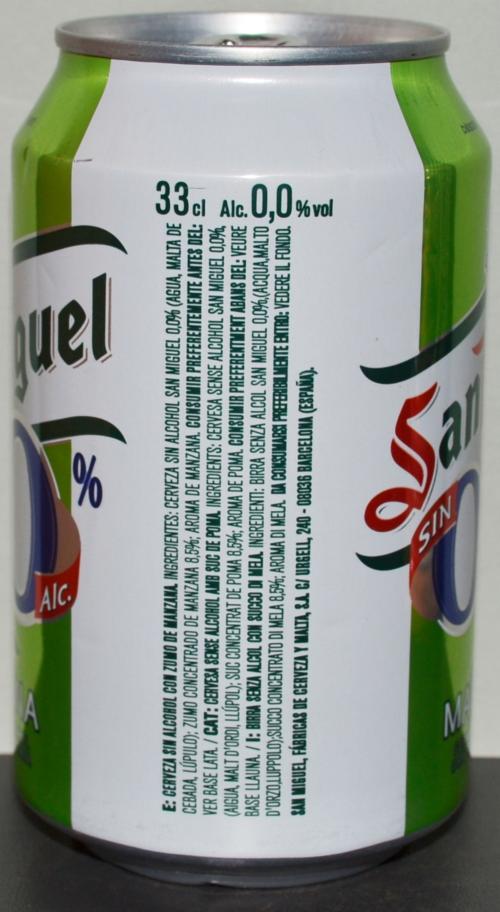 33 cl Alc. 0,0 % vol
E: CERVEZA SIN ALCOHOL CON ZUMO DE MANZANA. INGREDIENTES: CERVEZA SIN ALCOHOL SAN MIGUEL 0,0% (AGUA, MALTA DE
CEBADA, LÚPULO); ZUMO CONCENTRADO DE MANZANA 8,5%; AROMA DE MANZANA. CONSUMIR PREFERENTEMENTE ANTES DEL:
VER BASE LATA. / CAT: CERVESA SENSE ALCOHOL AMB SUC DE POMA. INGREDIENTS: CERVESA SENSE ALCOHOL SAN MIGUEL 0,0%
(AIGUA, MALT D'ORDI, LLÚPOL); SUC CONCENTRAT DE POMA 8,5%; AROMA DE POMA. CONSUMIR PREFERENTMENT ABANS DEL: VEURE
BASE LLAUNA. / I: BIRRA SENZA ALCOL CON SUCCO DI MELA. INGREDIENTI: BIRRA SENZA ALCOL SAN MIGUEL 0,0%(ACQUA,MALTO
D'ORZO,LUPPOLO);SUCCO CONCENTRATO DI MELA 8,5%; AROMA DI MELA. DA CONSUMARSI PREFERIBILMENTE ENTRO: VEDERE IL FONDO.
SAN MIGUEL, FÁBRICAS DE CERVEZA Y MALTA, S.A. C/ URGELL, 240 - 08036 BARCELONA (ESPAÑA).
guel
0%
Alc.
A
San
SIN
0
MA